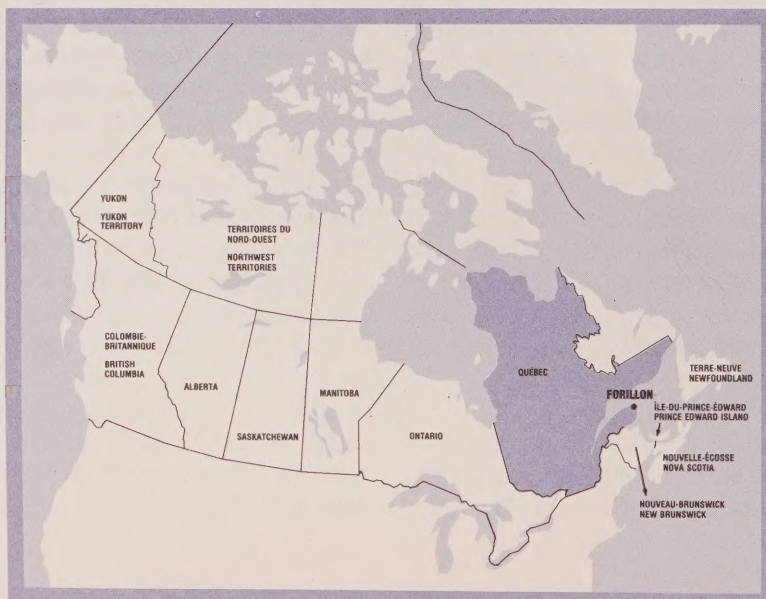 YUKON
YUKON
TERRITORY
TERRITOIRES DU
NORD-OUEST
NORTHWEST
TERRITORIES
COLOMBIE-
BRITANNIQUE
BRITISH
COLUMBIA
ALBERTA
SASKATCHEWAN
MANITOBA
ONTARIO
QUÉBEC
TERRE-NEUVE
NEWFOUNDLAND
FORILLON
ÎLE-DU-PRINCE-ÉDWARD
PRINCE EDWARD ISLAND
NOUVELLE-ÉCOSSE
NOVA SCOTIA
NOUVEAU-BRUNSWICK
NEW BRUNSWICK